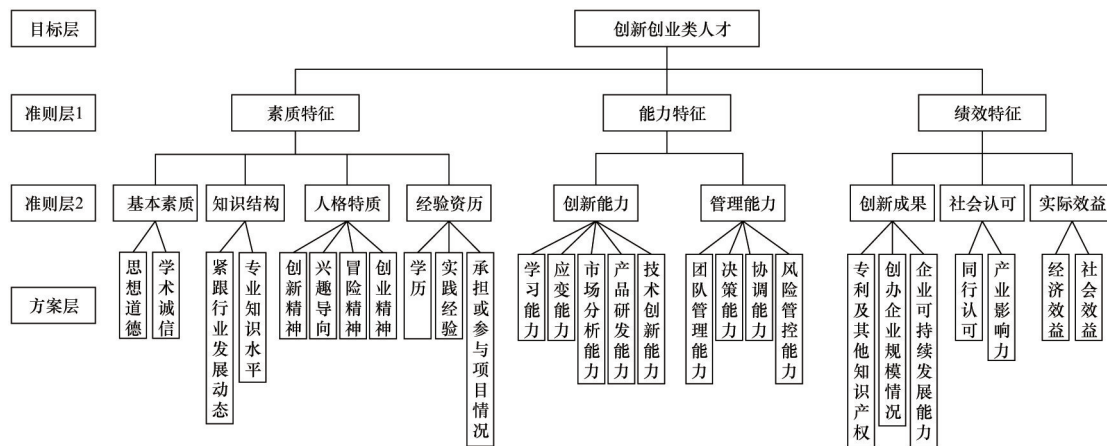 目标层
创新创业类人才
准则层1
素质特征
能力特征
绩效特征
准则层2
基本素质
知识结构
人格特质
经验资历
创新能力
管理能力
创新成果
社会认可
实际效益
方案层
思想道德
学术诚信
紧跟行业发展动态
专业知识水平
创新精神
兴趣导向
冒险精神
创业精神
学历
实践经验
承担或参与项目情况
学习能力
应变能力
市场分析能力
产品研发能力
技术创新能力
团队管理能力
决策能力
协调能力
风险管控能力
专利及其他知识产权
创办企业规模情况
企业可持续发展能力
同行认可
产业影响力
经济效益
社会效益